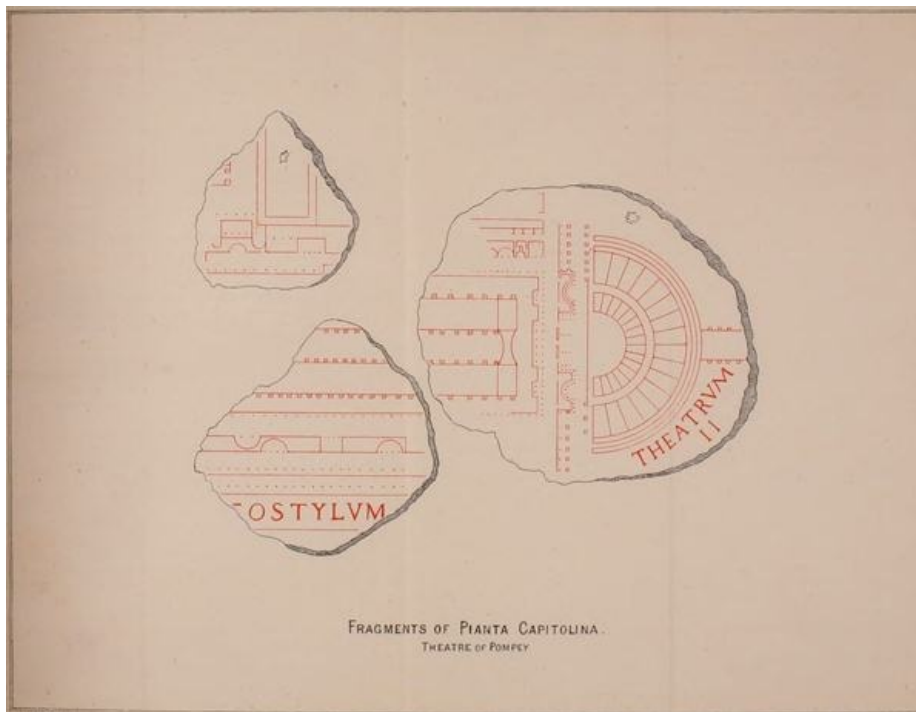 THEATRVM
II
OSTYLVM
FRAGMENTS OF PIANTA CAPITOLINA.
THEATRE OF POMPEY